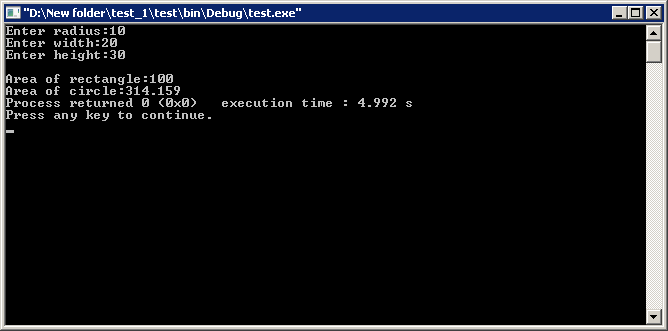 "D:\New folder\test_1\test\bin\Debug\test.exe"
Enter radius:10
Enter width:20
Enter height:30
Area of rectangle:100
Area of circle:314.159
Process returned 0 (0x0)   execution time : 4.992 s
Press any key to continue.